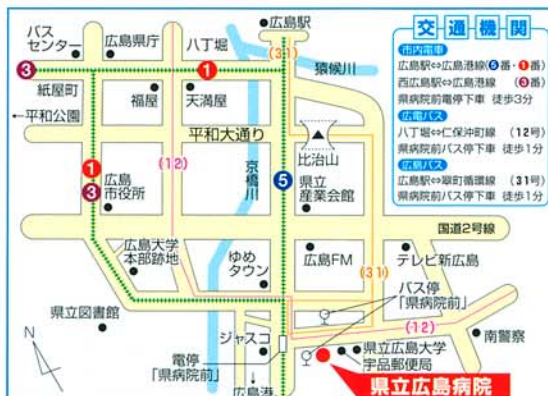 交通機関
市内電車
広島駅⇔広島港線(5番・1番)
西広島駅⇔広島港線 (3番)
県病院前電停下車 徒歩3分
広電バス
八丁堀⇔仁保沖町線 (12号)
県病院前バス停下車 徒歩1分
広島バス
広島駅⇔翠町循環線 (31号)
県病院前バス停下車 徒歩1分
広島駅
(31)
猿候川
バス
センター
広島県庁
八丁堀
3
1
紙屋町
福屋
天満屋
←平和公園
平和大通り
比治山
(12)
京橋川
1
3
広島
市役所
5
県立
産業会館
国道2号線
広島大学
本部跡地
ゆめ
タウン
広島FM
テレビ新広島
(31)
バス停
「県病院前」
県立図書館
(12)
南警察
N
ジャスコ
電停
「県病院前」
↓
広島港
県立広島大学
宇品郵便局
県立広島病院